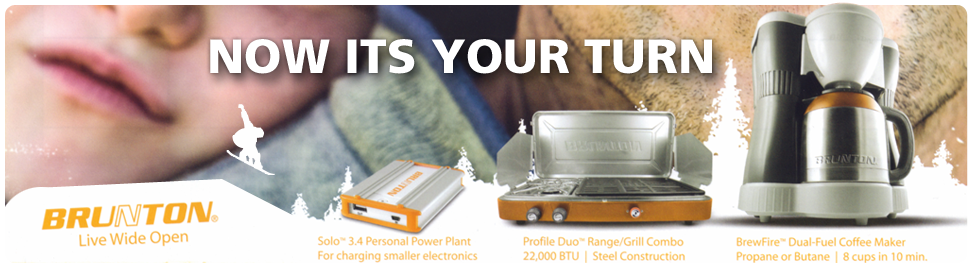 NOW ITS YOUR TURN
BRUNTON
BRUNTON
BRUNTON
BRUNTON®
Live Wide Open
Solo™ 3.4 Personal Power Plant
For charging smaller electronics
Profile Duo™ Range/Grill Combo
22,000 BTU | Steel Construction
BrewFire™ Dual-Fuel Coffee Maker
Propane or Butane | 8 cups in 10 min.